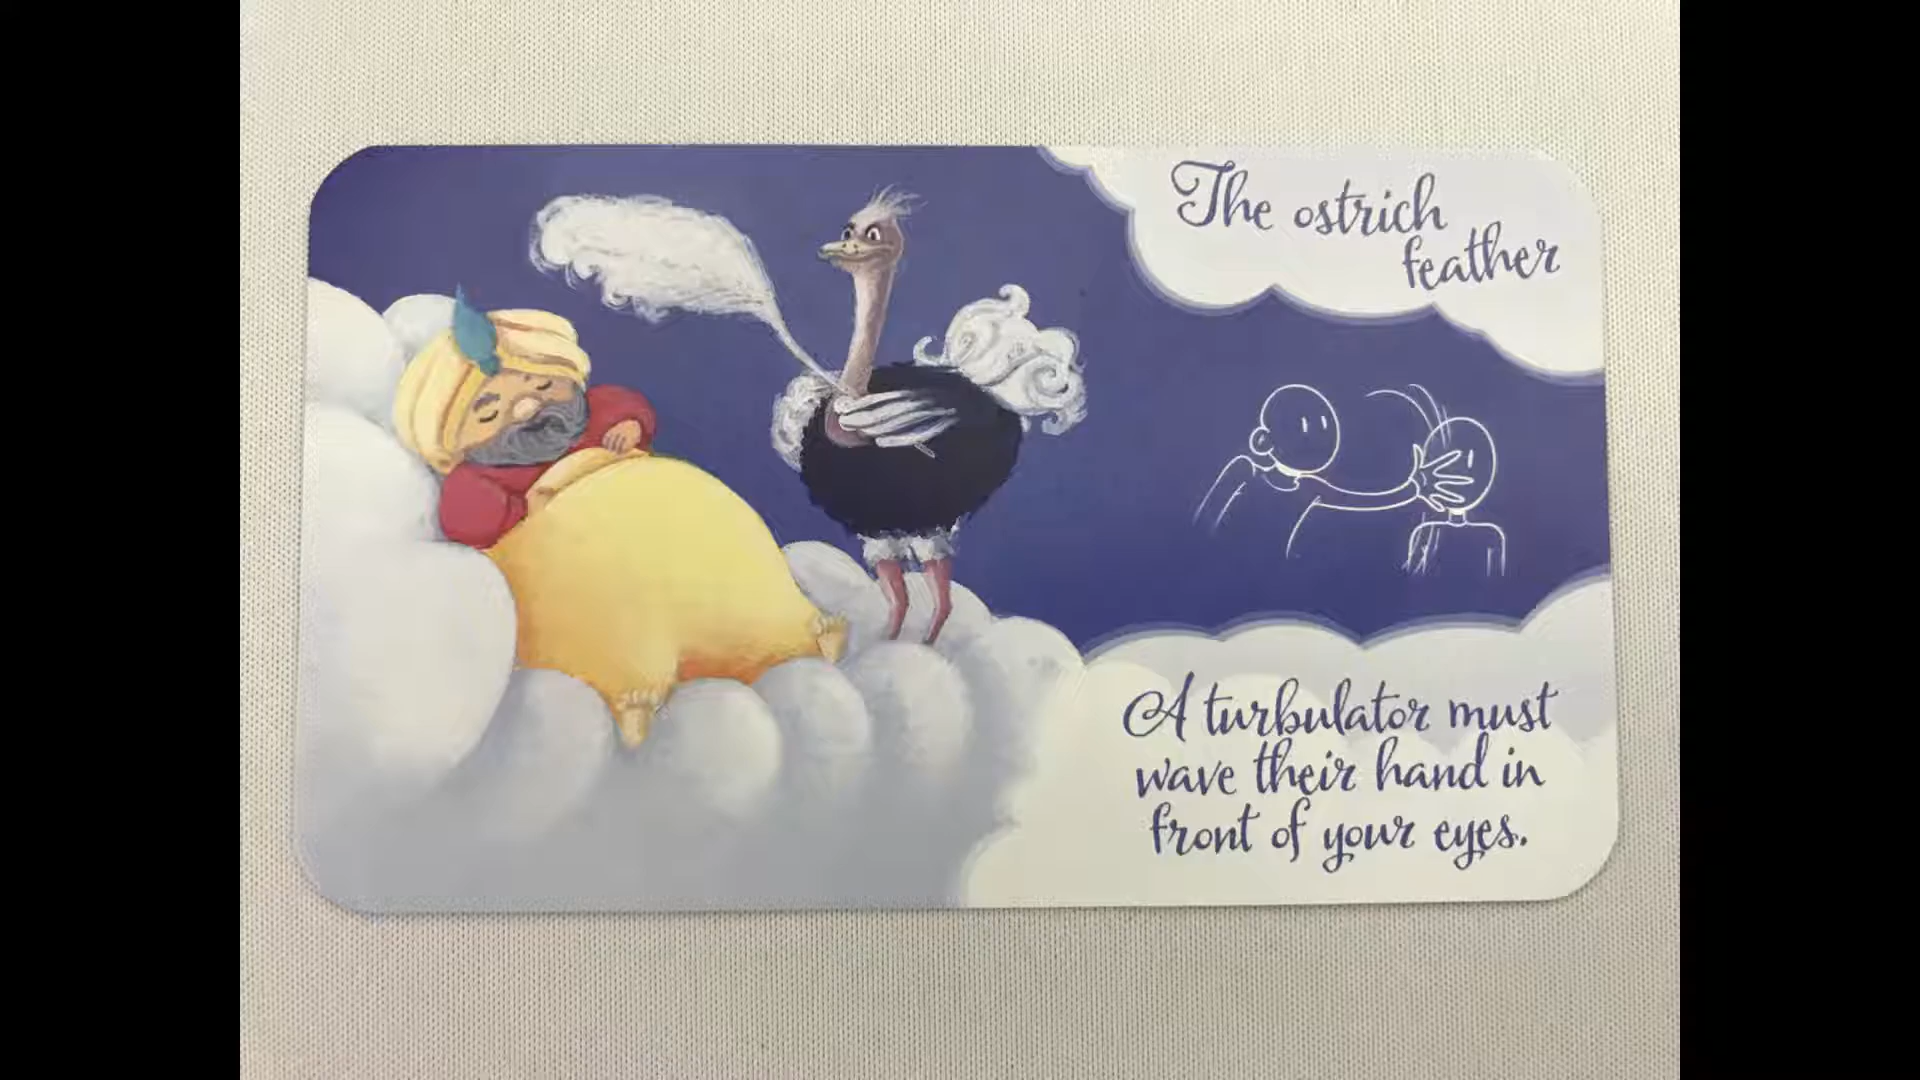 The ostrich
feather
A turbulator must
wave their hand in
front of your eyes.